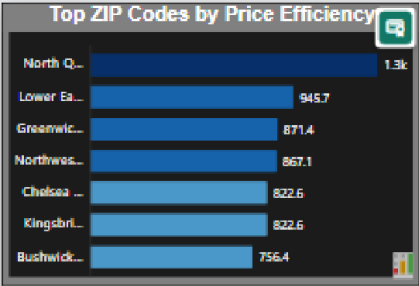 Top ZIP Codes by Price Efficiency
North Q... 1.3k
Lower Ea... 945.7
Greenwic... 871.4
Northwes... 867.1
Chelsea ... 822.6
Kingsbri... 822.6
Bushwick... 756.4